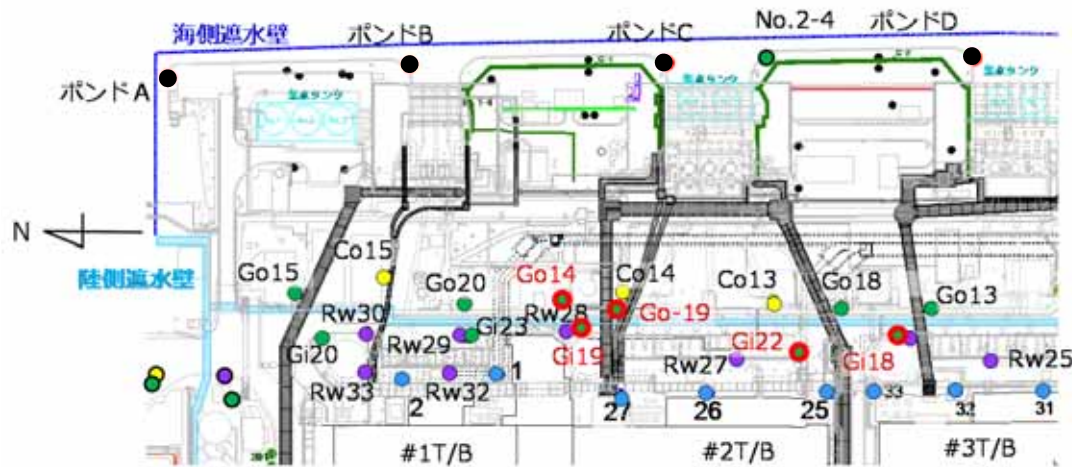 海側遮水壁
ポンドA
ポンドB
ポンドC
No.2-4
ポンドD
N
陸側遮水壁
Go15
Co15
Go20
Go14
Co14
Co13
Go18
Go13
Rw30
Rw29
Gi23
Rw28
Go-19
Gi20
Gi19
Rw27
Gi22
Gi18
Rw25
Rw33
2
Rw32
1
27
26
25
33
32
31
#1T/B
#2T/B
#3T/B